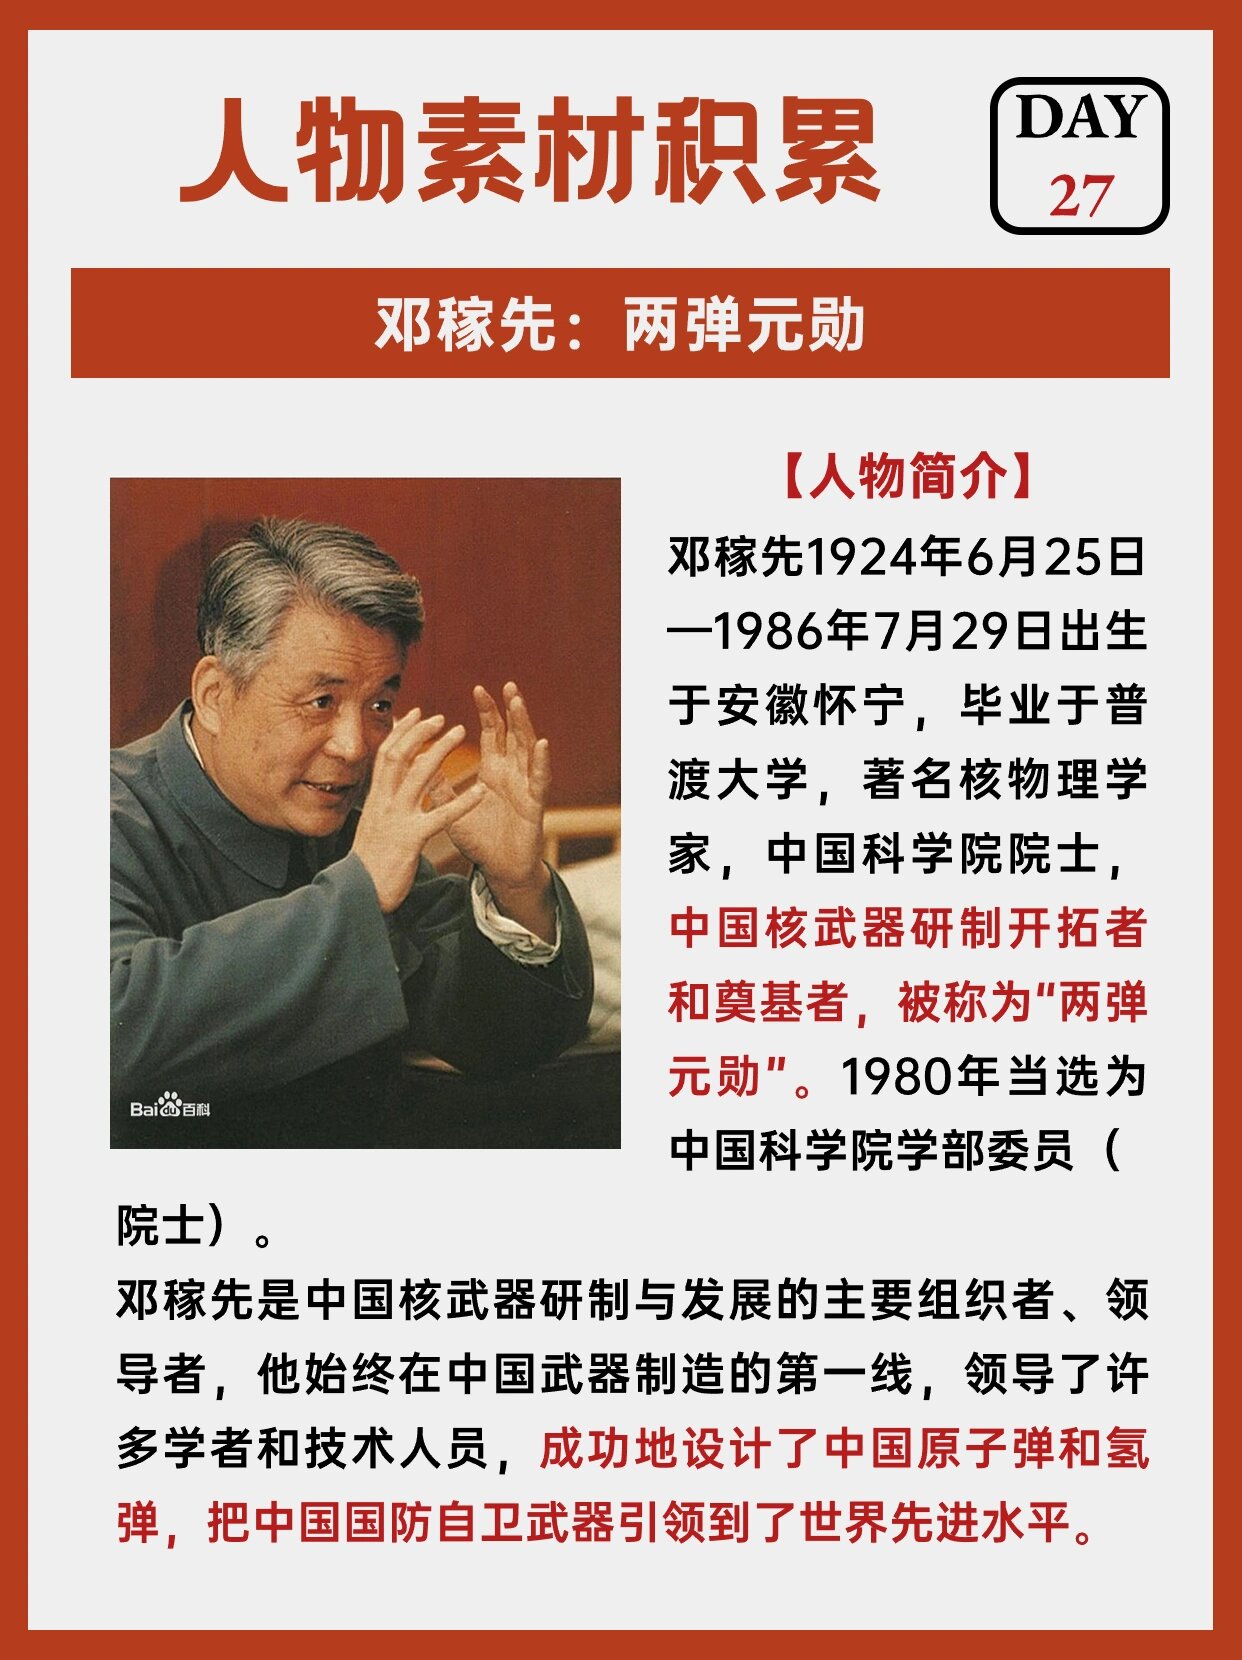 人物素材积累
DAY
27
邓稼先：两弹元勋
【人物简介】
邓稼先1924年6月25日
—1986年7月29日出生
于安徽怀宁，毕业于普
渡大学，著名核物理学
家，中国科学院院士，
中国核武器研制开拓者
和奠基者，被称为“两弹
元勋”。1980年当选为
中国科学院学部委员（
院士）。
邓稼先是中国核武器研制与发展的主要组织者、领
导者，他始终在中国武器制造的第一线，领导了许
多学者和技术人员，成功地设计了中国原子弹和氢
弹，把中国国防自卫武器引领到了世界先进水平。
Bai du 百科